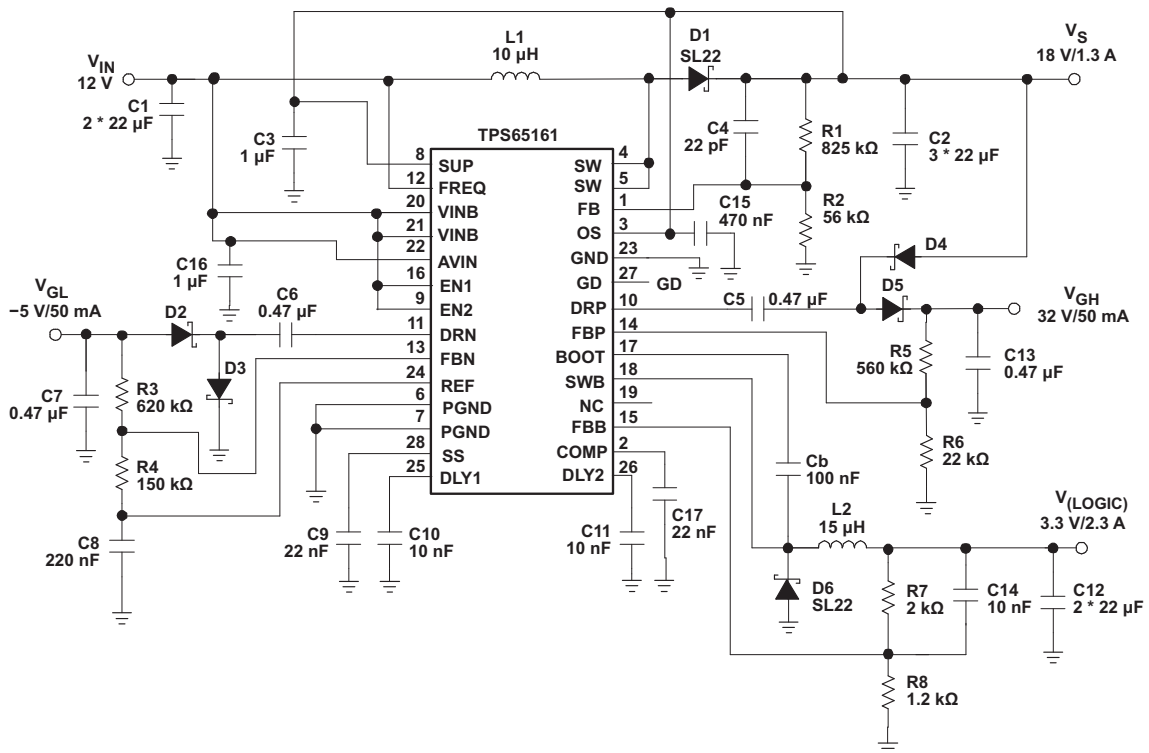 L1
10 µH
D1
SL22
VS
18 V/1.3 A
VIN
12 V
C1
2 * 22 µF
C3
1 µF
TPS65161
C4
22 pF
R1
825 kΩ
C2
3 * 22 µF
R2
56 kΩ
C15
470 nF
8
SUP
12
FREQ
20
VINB
21
VINB
22
AVIN
16
EN1
9
EN2
11
DRN
13
FBN
24
REF
6
PGND
7
PGND
28
SS
25
DLY1
4
SW
5
SW
1
FB
3
OS
23
GND
27
GD
GD
10
DRP
14
FBP
17
BOOT
18
SWB
19
NC
15
FBB
2
COMP
26
DLY2
C16
1 µF
VGL
−5 V/50 mA
D2
C6
0.47 µF
D3
C7
0.47 µF
R3
620 kΩ
R4
150 kΩ
C8
220 nF
C9
22 nF
C10
10 nF
C11
10 nF
C17
22 nF
D4
C5
0.47 µF
D5
VGH
32 V/50 mA
R5
560 kΩ
C13
0.47 µF
R6
22 kΩ
Cb
100 nF
L2
15 µH
V(LOGIC)
3.3 V/2.3 A
D6
SL22
R7
2 kΩ
C14
10 nF
C12
2 * 22 µF
R8
1.2 kΩ